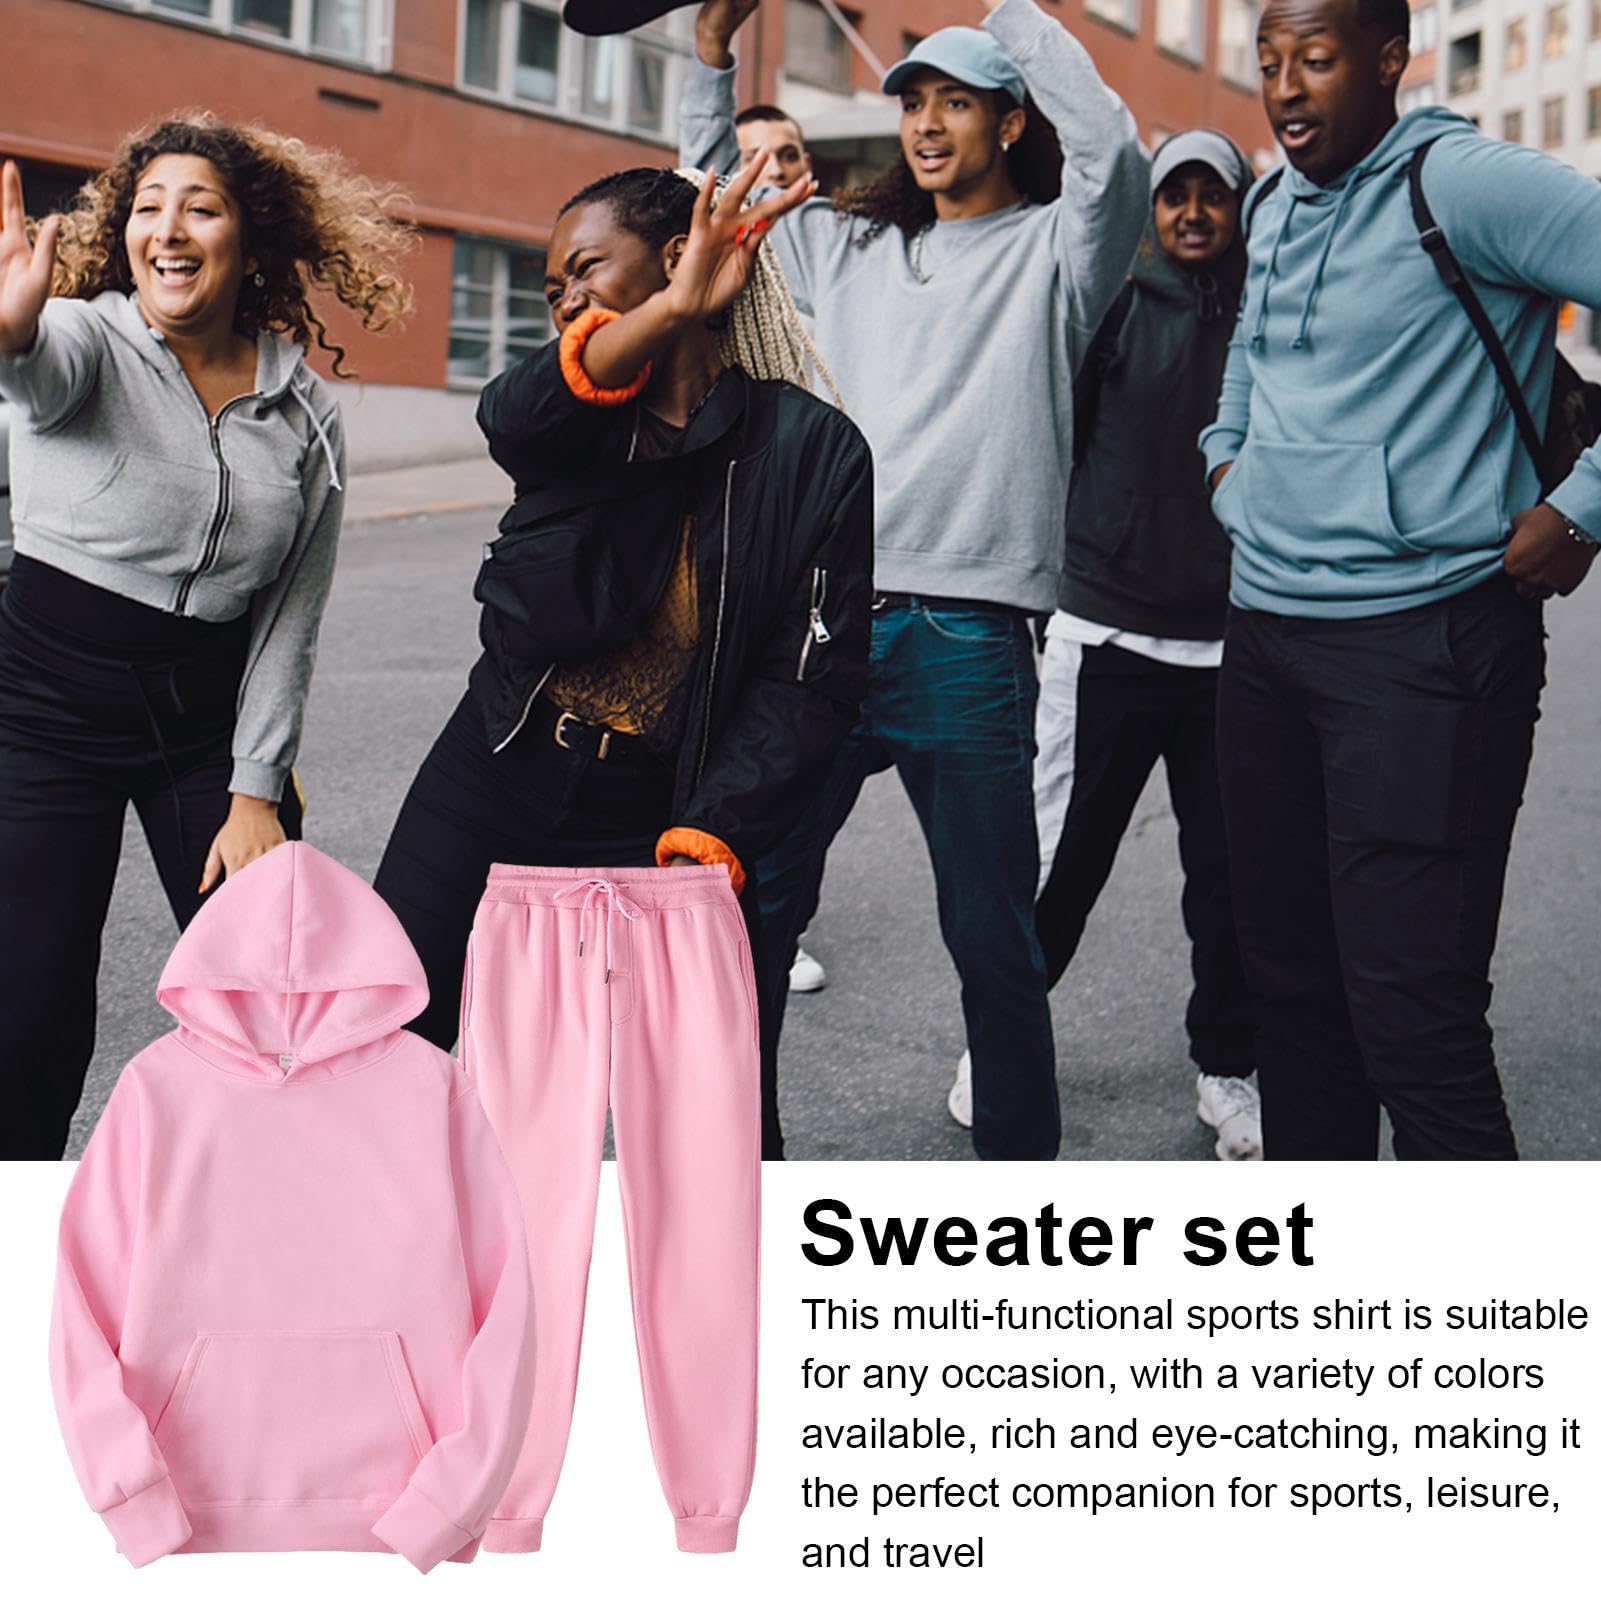 Sweater set
This multi-functional sports shirt is suitable
for any occasion, with a variety of colors
available, rich and eye-catching, making it
the perfect companion for sports, leisure,
and travel